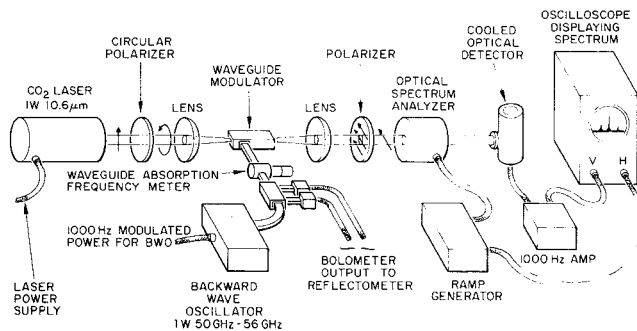 CIRCULAR
POLARIZER
CO₂ LASER
1W 10.6μm
LENS
WAVEGUIDE
MODULATOR
LENS
POLARIZER
OPTICAL
SPECTRUM
ANALYZER
COOLED
OPTICAL
DETECTOR
OSCILLOSCOPE
DISPLAYING
SPECTRUM
V H
WAVEGUIDE ABSORPTION
FREQUENCY METER
1000 Hz MODULATED
POWER FOR BWO
LASER
POWER
SUPPLY
BACKWARD
WAVE
OSCILLATOR
1W 50GHz-56GHz
BOLOMETER
OUTPUT TO
REFLECTOMETER
RAMP
GENERATOR
1000 Hz AMP